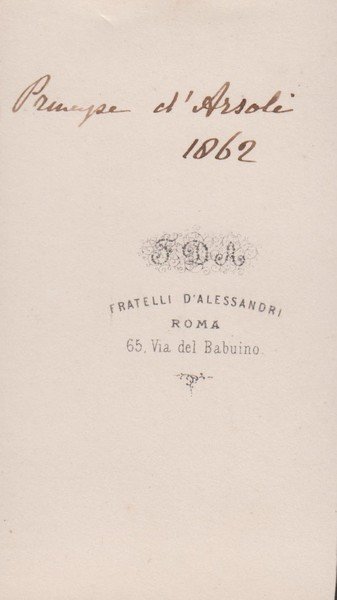 Principe d'Arsoli
1862
F D A
FRATELLI D'ALESSANDRI
ROMA
65, Via del Babuino